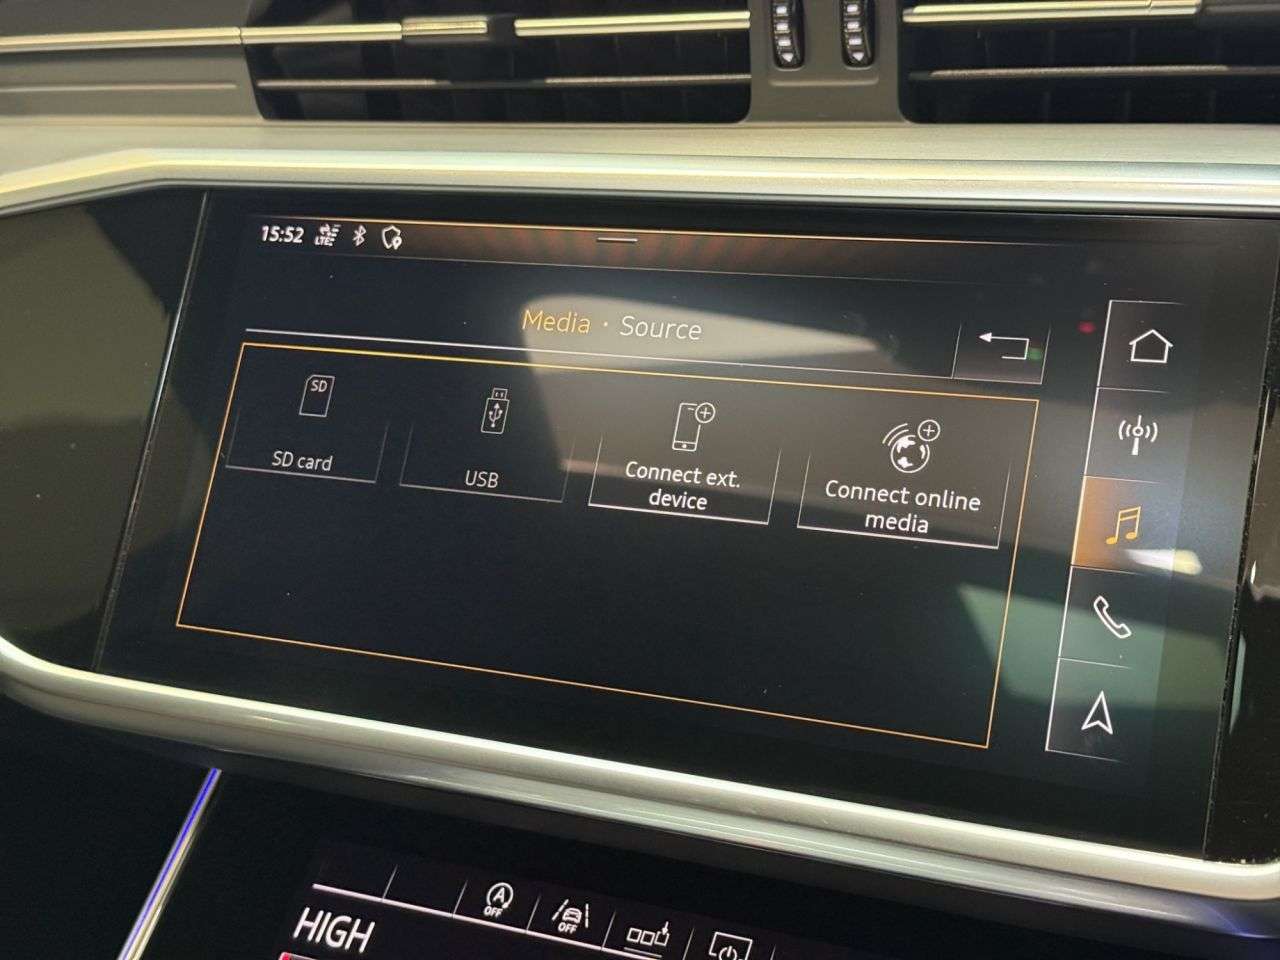 15:52 LTE
Media · Source
SD
SD card
USB
Connect ext.
device
Connect online
media
A
OFF
OFF
HIGH